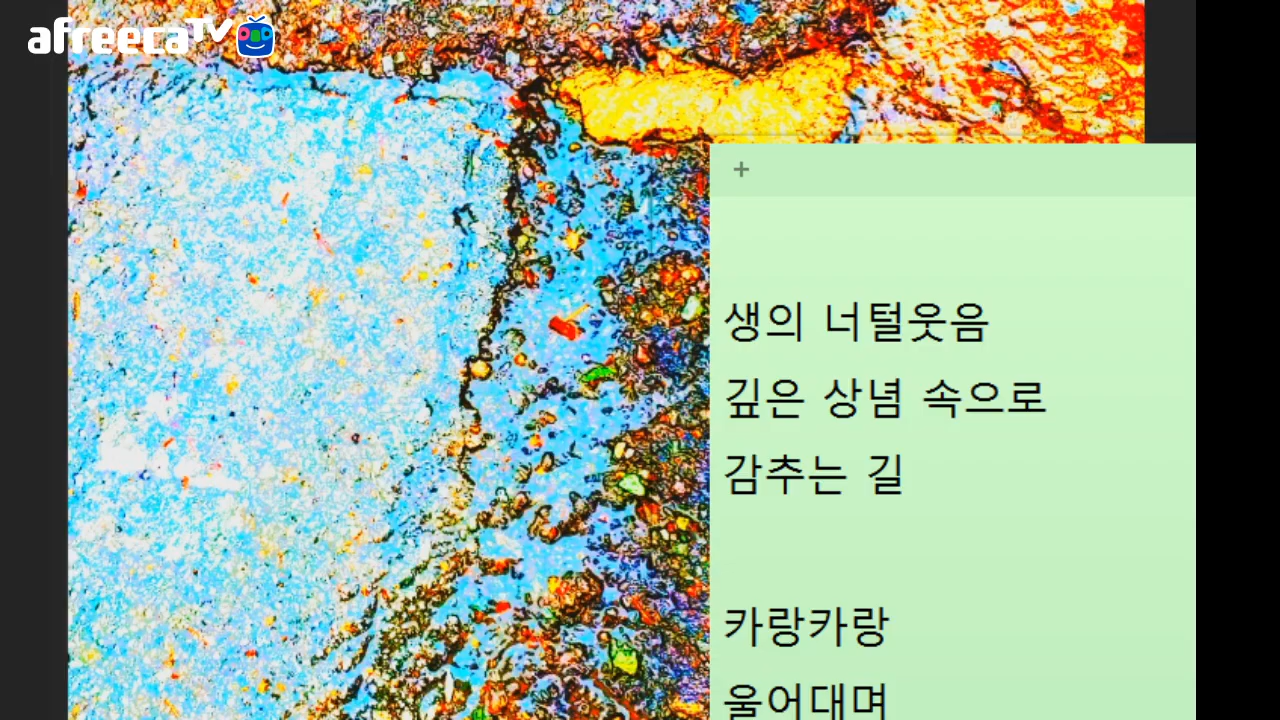 afreecaTV
+
생의 너털웃음
깊은 상념 속으로
감추는 길
카랑카랑
울어대며